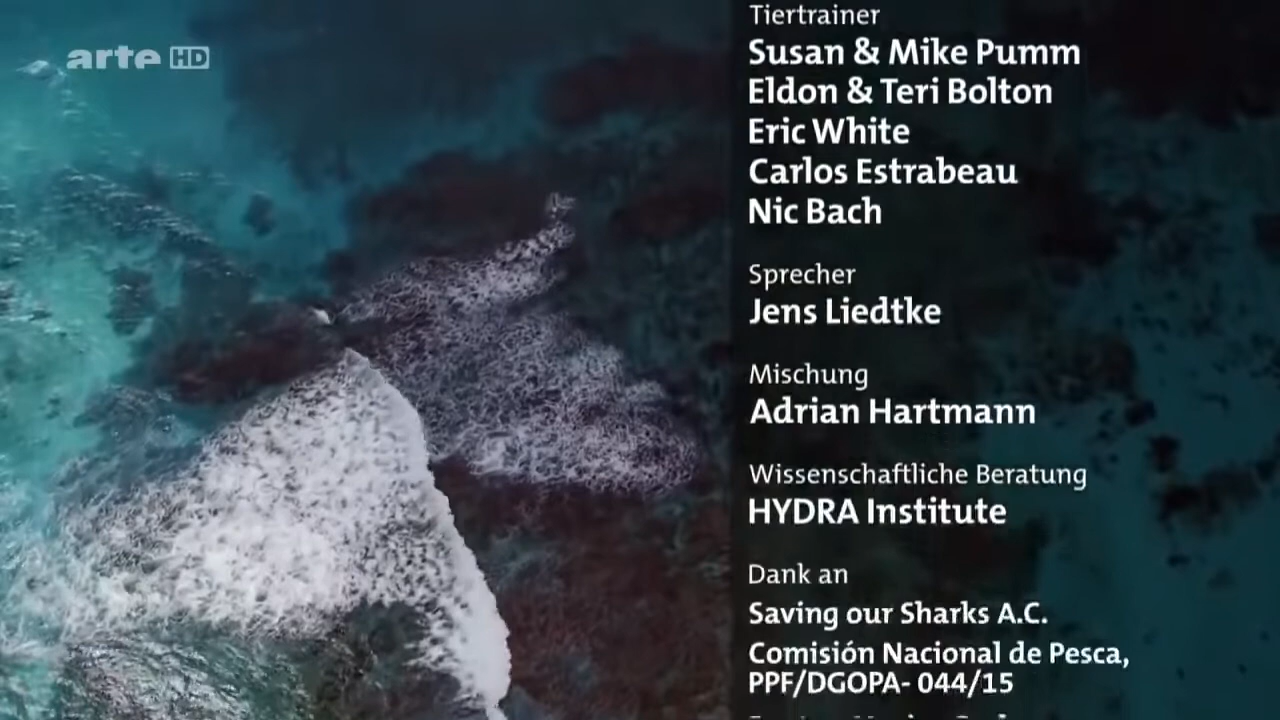 arte HD
Tiertrainer
Susan & Mike Pumm
Eldon & Teri Bolton
Eric White
Carlos Estrabeau
Nic Bach
Sprecher
Jens Liedtke
Mischung
Adrian Hartmann
Wissenschaftliche Beratung
HYDRA Institute
Dank an
Saving our Sharks A.C.
Comisión Nacional de Pesca,
PPF/DGOPA- 044/15